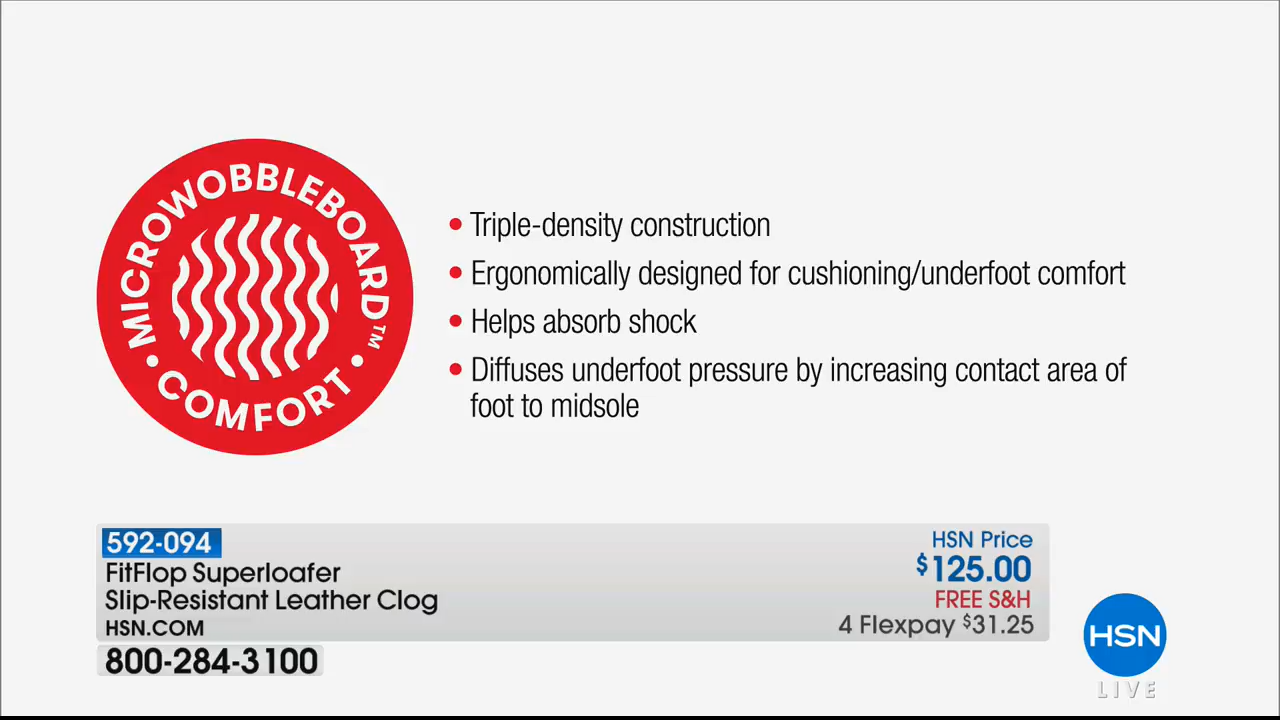 MICROWOBBLEBOARD™
• COMFORT •
• Triple-density construction
• Ergonomically designed for cushioning/underfoot comfort
• Helps absorb shock
• Diffuses underfoot pressure by increasing contact area of
foot to midsole
592-094
FitFlop Superloafer
Slip-Resistant Leather Clog
HSN.COM
800-284-3100
HSN Price
$125.00
FREE S&H
4 Flexpay $31.25
HSN
LIVE